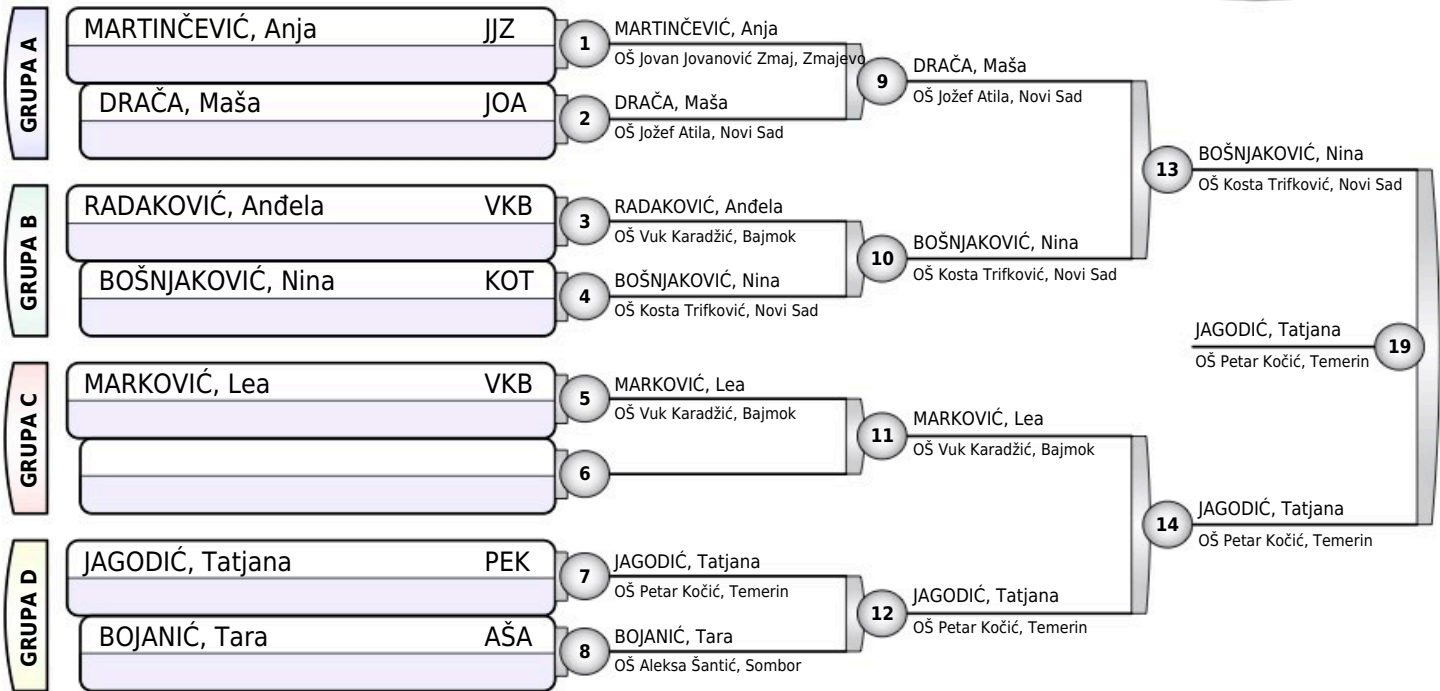 GRUPA A
MARTINČEVIĆ, Anja JJZ
DRAČA, Maša JOA
GRUPA B
RADAKOVIĆ, Anđela VKB
BOŠNJAKOVIĆ, Nina KOT
GRUPA C
MARKOVIĆ, Lea VKB
GRUPA D
JAGODIĆ, Tatjana PEK
BOJANIĆ, Tara AŠA
1
MARTINČEVIĆ, Anja
OŠ Jovan Jovanović Zmaj, Zmajevo
2
DRAČA, Maša
OŠ Jožef Atila, Novi Sad
3
RADAKOVIĆ, Anđela
OŠ Vuk Karadžić, Bajmok
4
BOŠNJAKOVIĆ, Nina
OŠ Kosta Trifković, Novi Sad
5
MARKOVIĆ, Lea
OŠ Vuk Karadžić, Bajmok
6
7
JAGODIĆ, Tatjana
OŠ Petar Kočić, Temerin
8
BOJANIĆ, Tara
OŠ Aleksa Šantić, Sombor
9
DRAČA, Maša
OŠ Jožef Atila, Novi Sad
10
BOŠNJAKOVIĆ, Nina
OŠ Kosta Trifković, Novi Sad
11
MARKOVIĆ, Lea
OŠ Vuk Karadžić, Bajmok
12
JAGODIĆ, Tatjana
OŠ Petar Kočić, Temerin
13
BOŠNJAKOVIĆ, Nina
OŠ Kosta Trifković, Novi Sad
14
JAGODIĆ, Tatjana
OŠ Petar Kočić, Temerin
JAGODIĆ, Tatjana
OŠ Petar Kočić, Temerin
19